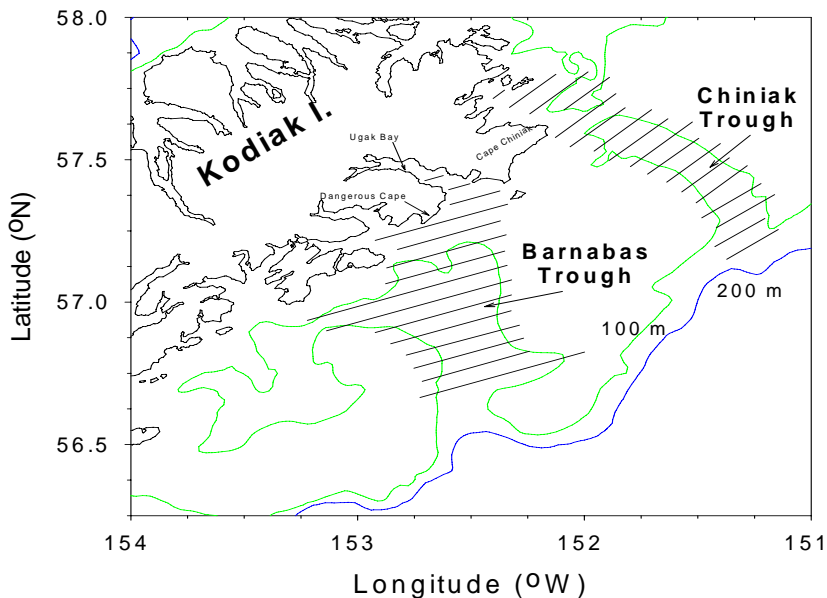 58.0
57.5
57.0
56.5
Latitude (ºN)
Kodiak I.
Ugak Bay
Cape Chiniak
Dangerous Cape
Chiniak
Trough
Barnabas
Trough
200 m
100 m
154
153
152
151
Longitude (ºW)